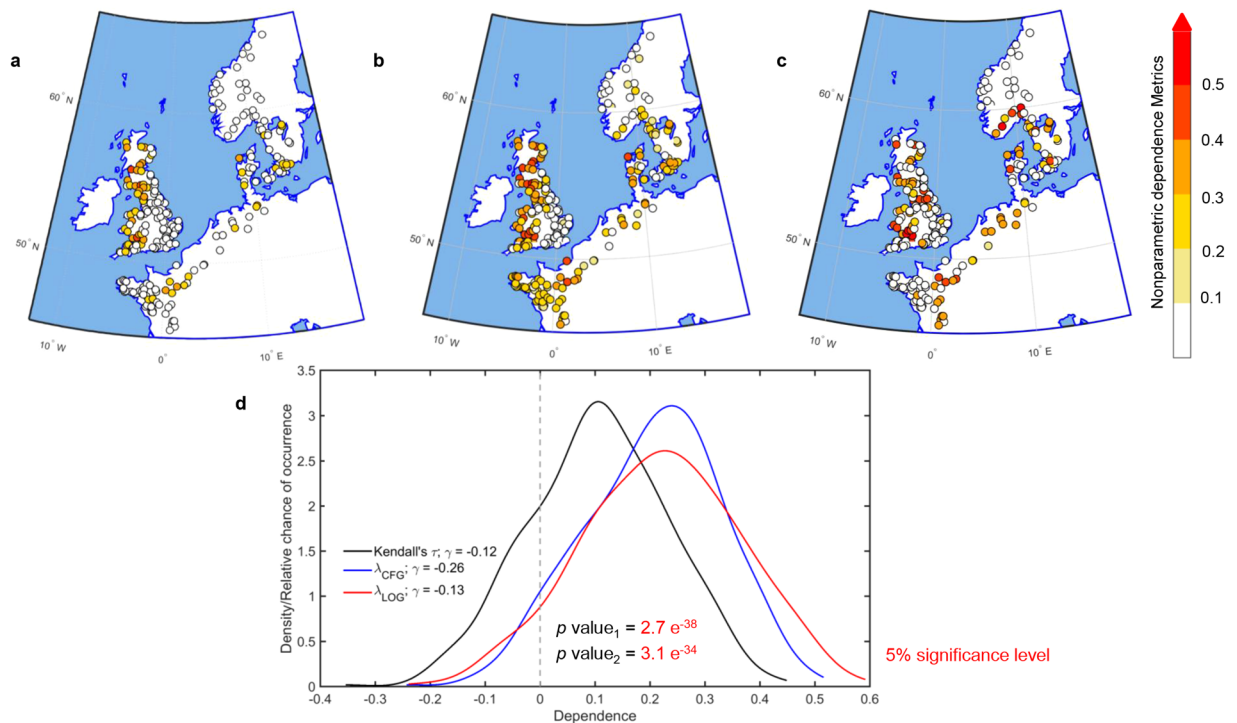 a
b
c
60° N
50° N
10° W
0°
10° E
60° N
50° N
10° W
0°
10° E
60° N
50° N
10° W
0°
10° E
Nonparametric dependence Metrics
0.5
0.4
0.3
0.2
0.1
d
Density/Relative chance of occurrence
3.5
3
2.5
2
1.5
1
0.5
0
Kendall's τ; γ = -0.12
λCFG; γ = -0.26
λLOG; γ = -0.13
p value1 = 2.7 e-38
p value2 = 3.1 e-34
5% significance level
-0.4 -0.3 -0.2 -0.1 0 0.1 0.2 0.3 0.4 0.5 0.6
Dependence